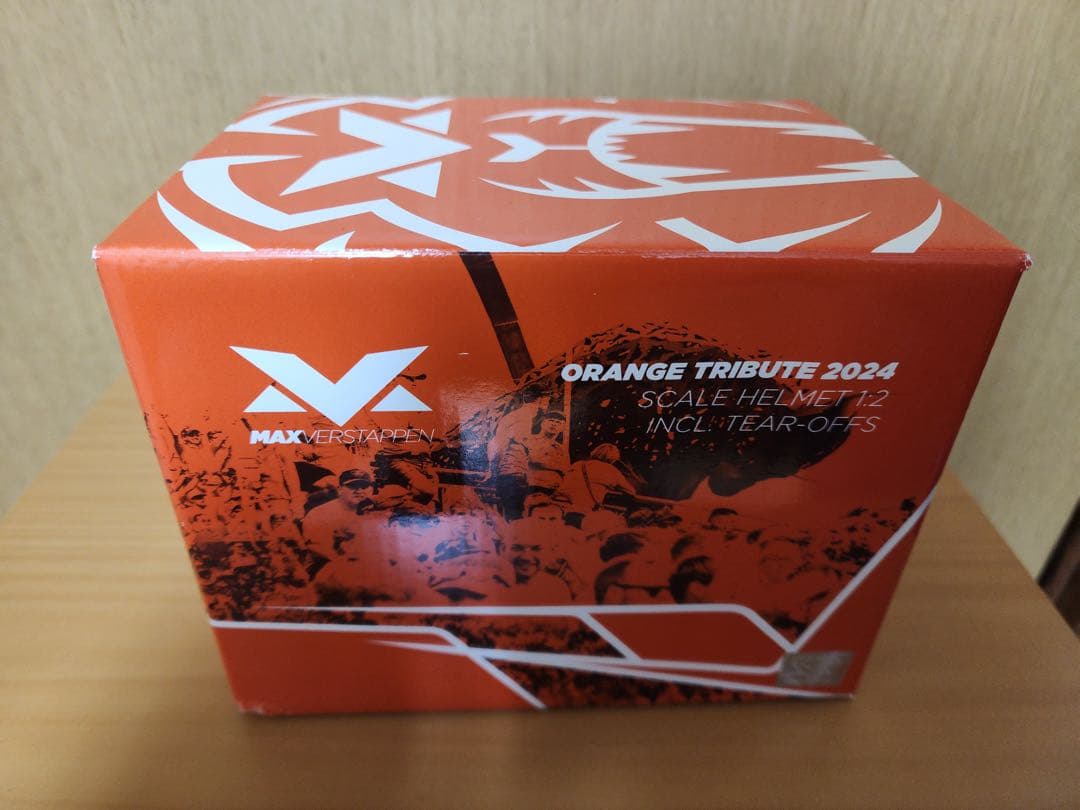 MAXVERSTAPPEN
ORANGE TRIBUTE 2024
SCALE HELMET 1:2
INCL. TEAR-OFFS